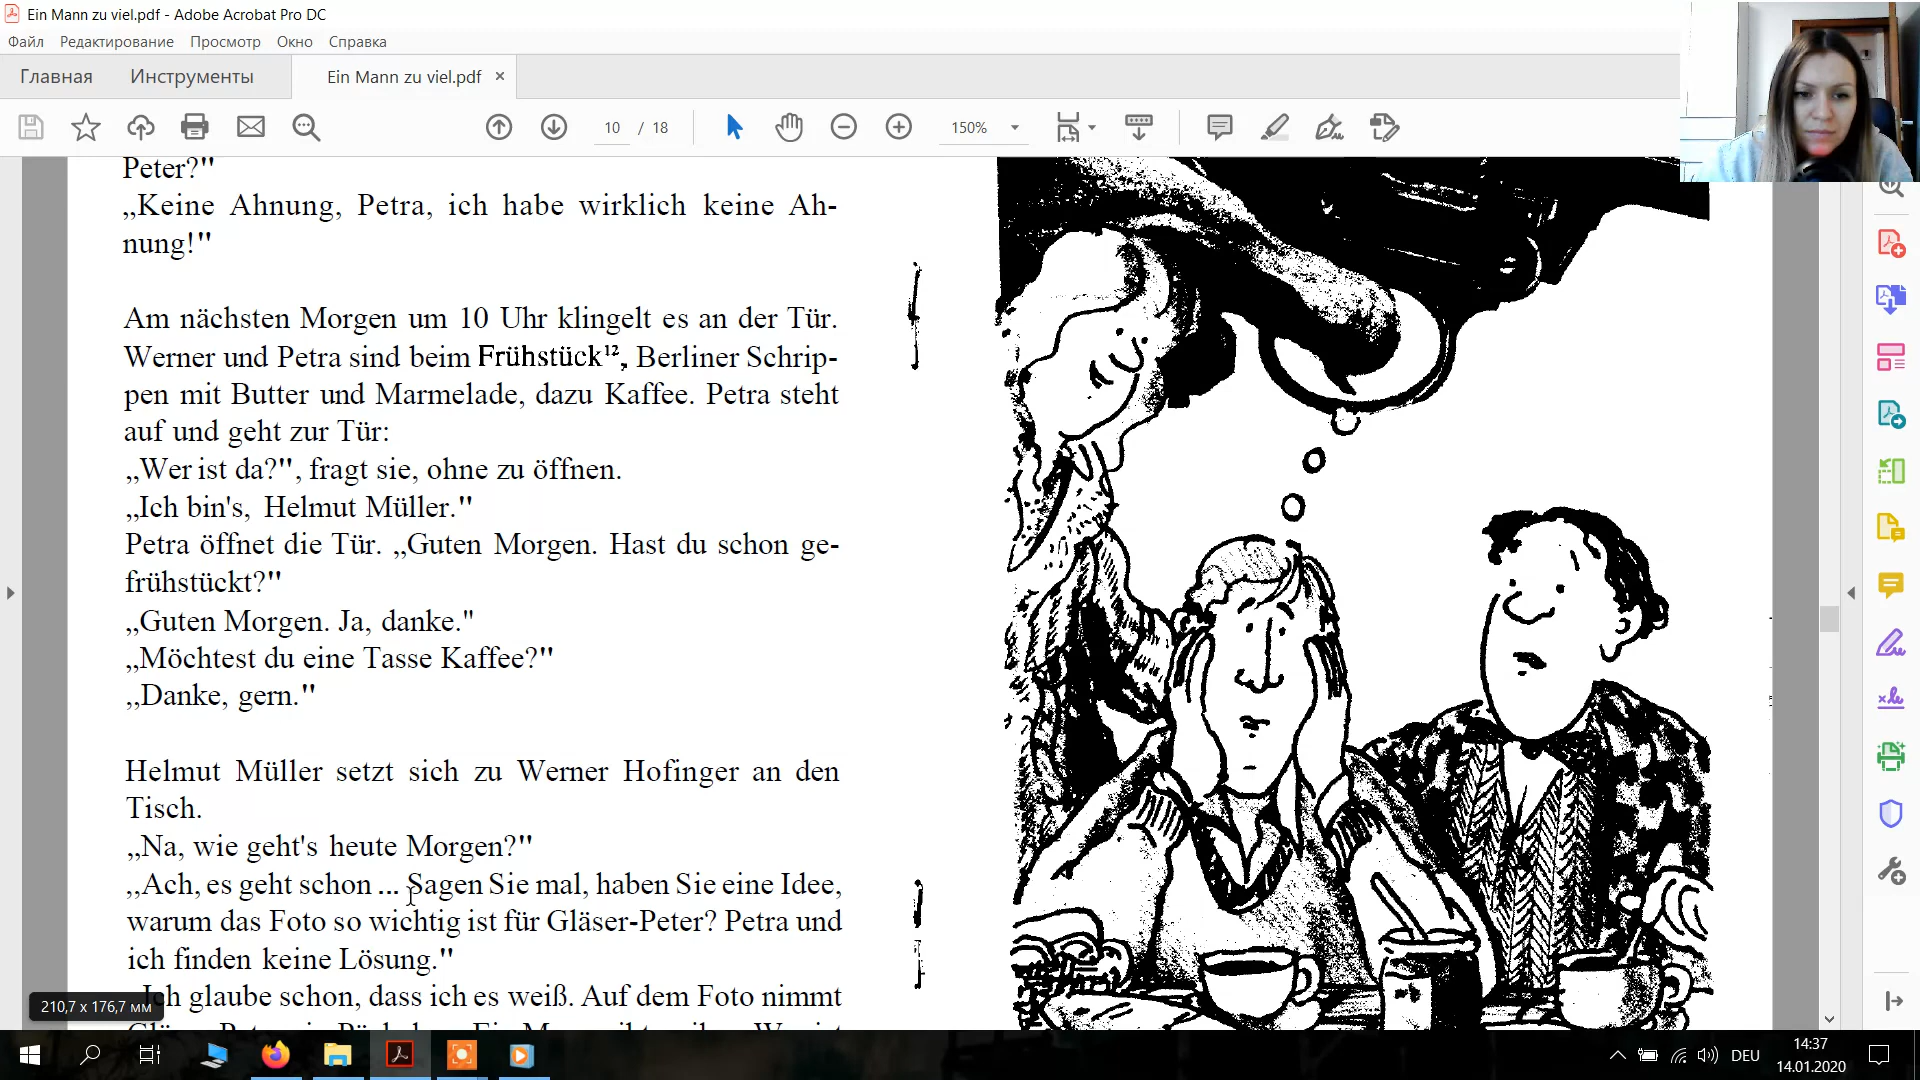 Ein Mann zu viel.pdf - Adobe Acrobat Pro DC
Файл Редактирование Просмотр Окно Справка
Главная Инструменты Ein Mann zu viel.pdf ×
10 / 18 150%
Peter?"
„Keine Ahnung, Petra, ich habe wirklich keine Ah-
nung!"
Am nächsten Morgen um 10 Uhr klingelt es an der Tür.
Werner und Petra sind beim Frühstück¹², Berliner Schrip-
pen mit Butter und Marmelade, dazu Kaffee. Petra steht
auf und geht zur Tür:
„Wer ist da?", fragt sie, ohne zu öffnen.
„Ich bin's, Helmut Müller."
Petra öffnet die Tür. „Guten Morgen. Hast du schon ge-
frühstückt?"
„Guten Morgen. Ja, danke."
„Möchtest du eine Tasse Kaffee?"
„Danke, gern."
Helmut Müller setzt sich zu Werner Hofinger an den
Tisch.
„Na, wie geht's heute Morgen?"
„Ach, es geht schon ... Sagen Sie mal, haben Sie eine Idee,
warum das Foto so wichtig ist für Gläser-Peter? Petra und
ich finden keine Lösung."
„Ich glaube schon, dass ich es weiß. Auf dem Foto nimmt
210,7 x 176,7 мм
DEU
14:37
14.01.2020